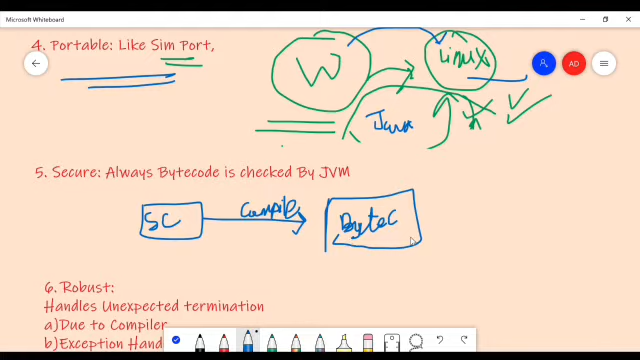 Microsoft Whiteboard
4. Portable: Like Sim Port,
W
Linux
AD
Java
5. Secure: Always Bytecode is checked By JVM
SC
Compile
Bytec
6. Robust:
Handles Unexpected termination
a)Due to Compiler
b)Exception Hand